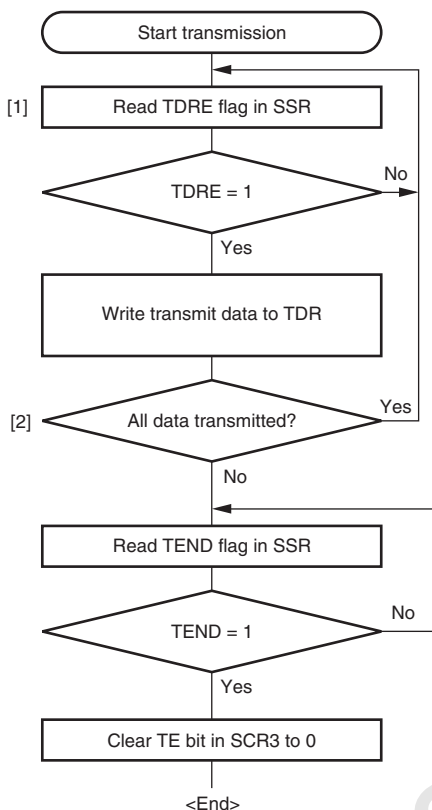 Start transmission
[1] Read TDRE flag in SSR
TDRE = 1
No
Yes
Write transmit data to TDR
[2] All data transmitted?
Yes
No
Read TEND flag in SSR
TEND = 1
No
Yes
Clear TE bit in SCR3 to 0
<End>